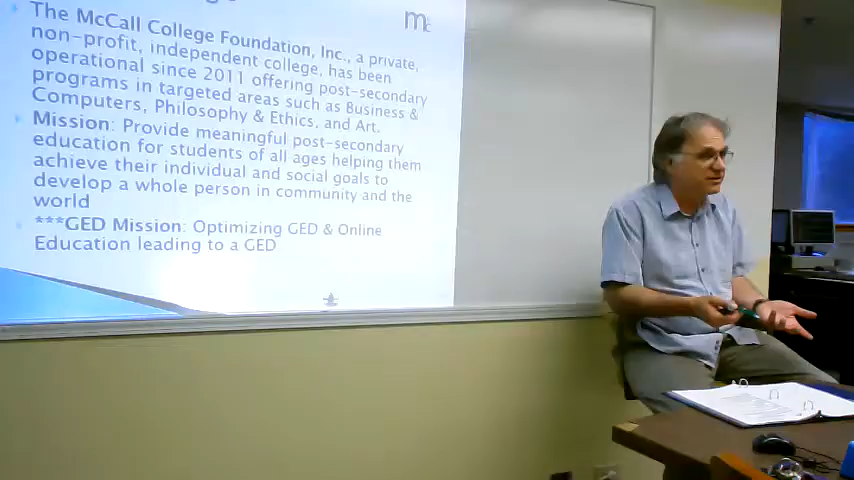 mc
The McCall College Foundation, Inc., a private,
non-profit, independent college, has been
operational since 2011 offering post-secondary
programs in targeted areas such as Business &
Computers, Philosophy & Ethics, and Art.
Mission: Provide meaningful post-secondary
education for students of all ages helping them
achieve their individual and social goals to
develop a whole person in community and the
world
***GED Mission: Optimizing GED & Online
Education leading to a GED